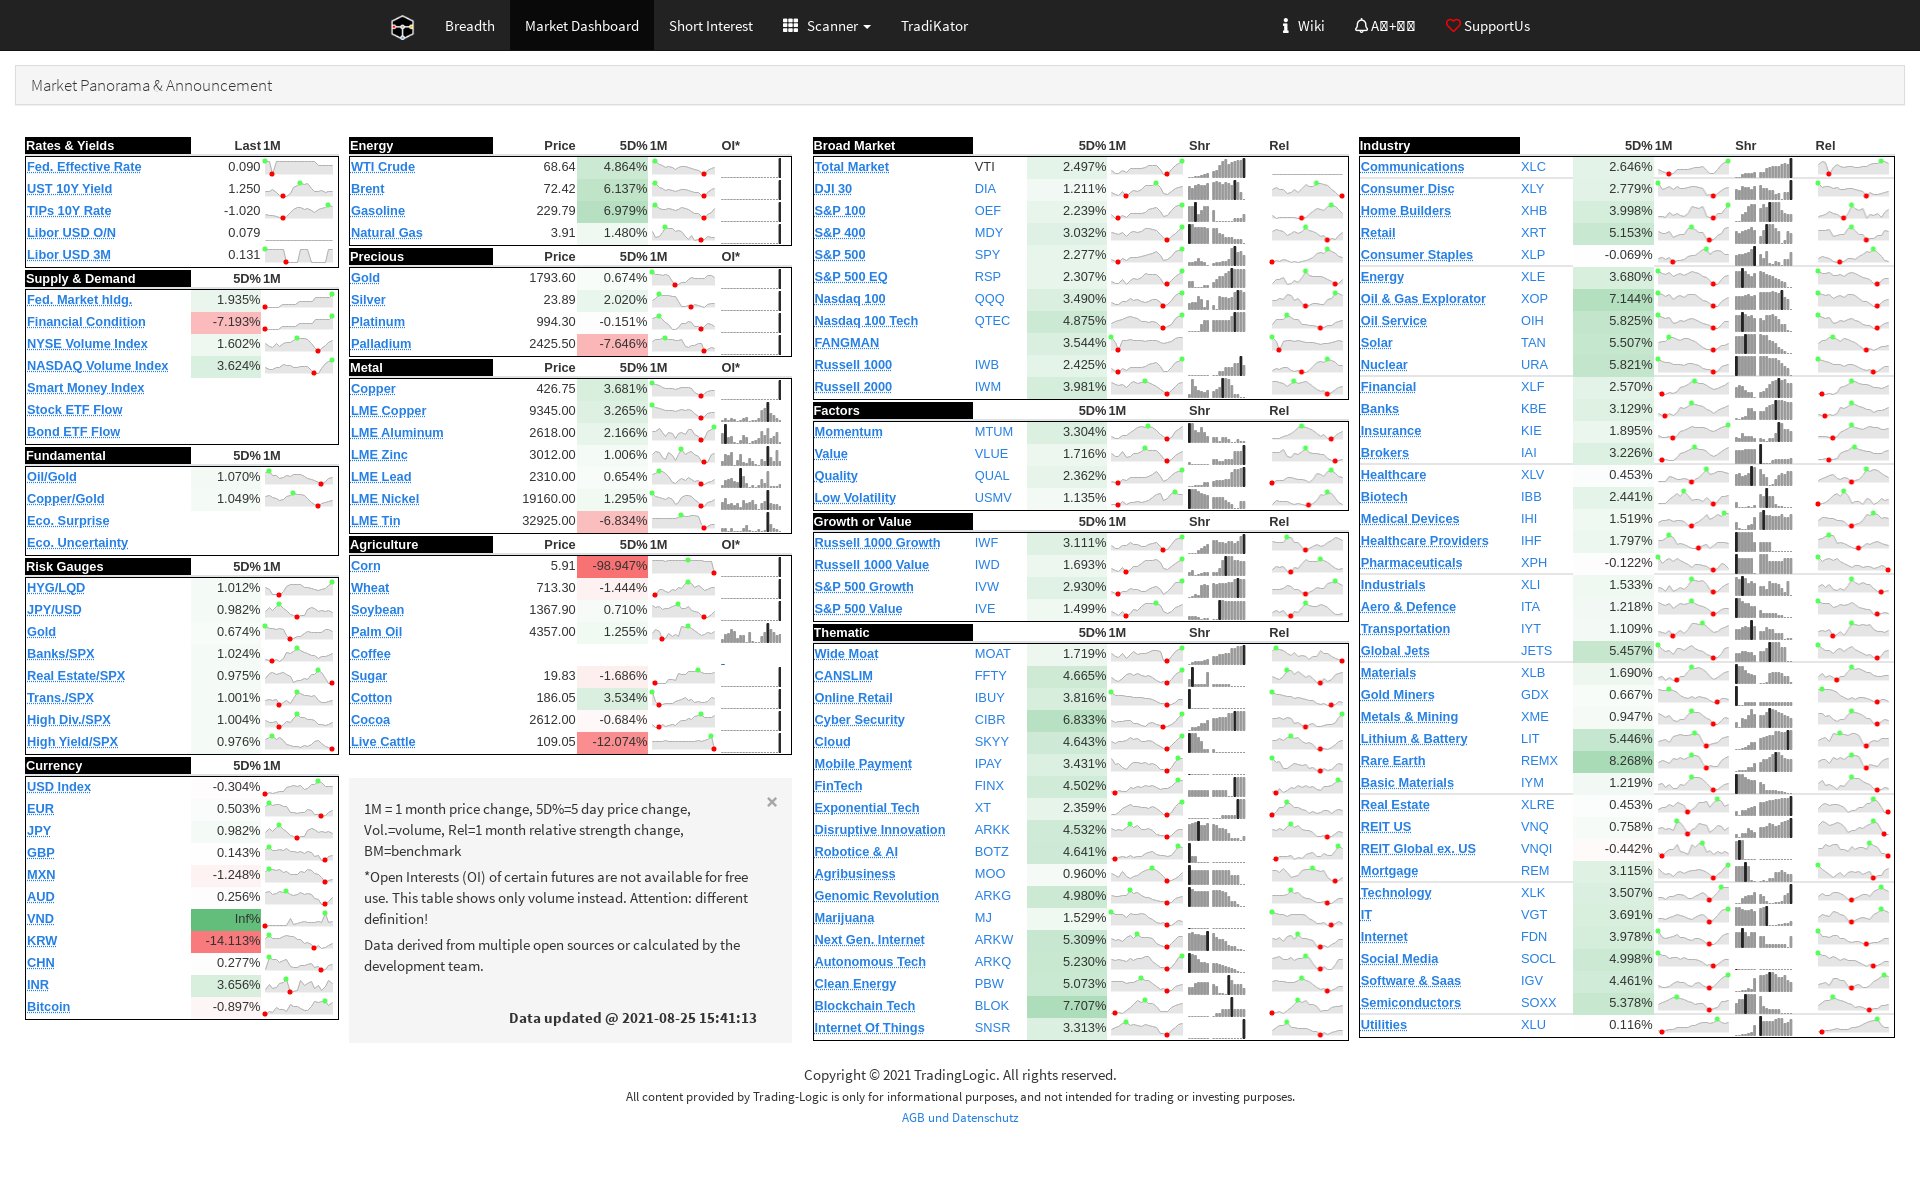 Breadth
Market Dashboard
Short Interest
Scanner
TradiKator
Wiki
SupportUs
Market Panorama & Announcement
Rates & Yields Last 1M
Fed. Effective Rate 0.090
UST 10Y Yield 1.250
TIPs 10Y Rate -1.020
Libor USD O/N 0.079
Libor USD 3M 0.131
Supply & Demand 5D% 1M
Fed. Market hldg. 1.935%
Financial Condition -7.193%
NYSE Volume Index 1.602%
NASDAQ Volume Index 3.624%
Smart Money Index
Stock ETF Flow
Bond ETF Flow
Fundamental 5D% 1M
Oil/Gold 1.070%
Copper/Gold 1.049%
Eco. Surprise
Eco. Uncertainty
Risk Gauges 5D% 1M
HYG/LQD 1.012%
JPY/USD 0.982%
Gold 0.674%
Banks/SPX 1.024%
Real Estate/SPX 0.975%
Trans./SPX 1.001%
High Div./SPX 1.004%
High Yield/SPX 0.976%
Currency 5D% 1M
USD Index -0.304%
EUR 0.503%
JPY 0.982%
GBP 0.143%
MXN -1.248%
AUD 0.256%
VND Inf%
KRW -14.113%
CHN 0.277%
INR 3.656%
Bitcoin -0.897%
Energy Price 5D% 1M OI*
WTI Crude 68.64 4.864%
Brent 72.42 6.137%
Gasoline 229.79 6.979%
Natural Gas 3.91 1.480%
Precious Price 5D% 1M OI*
Gold 1793.60 0.674%
Silver 23.89 2.020%
Platinum 994.30 -0.151%
Palladium 2425.50 -7.646%
Metal Price 5D% 1M OI*
Copper 426.75 3.681%
LME Copper 9345.00 3.265%
LME Aluminum 2618.00 2.166%
LME Zinc 3012.00 1.006%
LME Lead 2310.00 0.654%
LME Nickel 19160.00 1.295%
LME Tin 32925.00 -6.834%
Agriculture Price 5D% 1M OI*
Corn 5.91 -98.947%
Wheat 713.30 -1.444%
Soybean 1367.90 0.710%
Palm Oil 4357.00 1.255%
Coffee -
Sugar 19.83 -1.686%
Cotton 186.05 3.534%
Cocoa 2612.00 -0.684%
Live Cattle 109.05 -12.074%
×
1M = 1 month price change, 5D%=5 day price change,
Vol.=volume, Rel=1 month relative strength change,
BM=benchmark
*Open Interests (OI) of certain futures are not available for free
use. This table shows only volume instead. Attention: different
definition!
Data derived from multiple open sources or calculated by the
development team.
Data updated @ 2021-08-25 15:41:13
Broad Market 5D% 1M Shr Rel
Total Market VTI 2.497%
DJI 30 DIA 1.211%
S&P 100 OEF 2.239%
S&P 400 MDY 3.032%
S&P 500 SPY 2.277%
S&P 500 EQ RSP 2.307%
Nasdaq 100 QQQ 3.490%
Nasdaq 100 Tech QTEC 4.875%
FANGMAN 3.544%
Russell 1000 IWB 2.425%
Russell 2000 IWM 3.981%
Factors 5D% 1M Shr Rel
Momentum MTUM 3.304%
Value VLUE 1.716%
Quality QUAL 2.362%
Low Volatility USMV 1.135%
Growth or Value 5D% 1M Shr Rel
Russell 1000 Growth IWF 3.111%
Russell 1000 Value IWD 1.693%
S&P 500 Growth IVW 2.930%
S&P 500 Value IVE 1.499%
Thematic 5D% 1M Shr Rel
Wide Moat MOAT 1.719%
CANSLIM FFTY 4.665%
Online Retail IBUY 3.816%
Cyber Security CIBR 6.833%
Cloud SKYY 4.643%
Mobile Payment IPAY 3.431%
FinTech FINX 4.502%
Exponential Tech XT 2.359%
Disruptive Innovation ARKK 4.532%
Robotice & AI BOTZ 4.641%
Agribusiness MOO 0.960%
Genomic Revolution ARKG 4.980%
Marijuana MJ 1.529%
Next Gen. Internet ARKW 5.309%
Autonomous Tech ARKQ 5.230%
Clean Energy PBW 5.073%
Blockchain Tech BLOK 7.707%
Internet Of Things SNSR 3.313%
Industry 5D% 1M Shr Rel
Communications XLC 2.646%
Consumer Disc XLY 2.779%
Home Builders XHB 3.998%
Retail XRT 5.153%
Consumer Staples XLP -0.069%
Energy XLE 3.680%
Oil & Gas Explorator XOP 7.144%
Oil Service OIH 5.825%
Solar TAN 5.507%
Nuclear URA 5.821%
Financial XLF 2.570%
Banks KBE 3.129%
Insurance KIE 1.895%
Brokers IAI 3.226%
Healthcare XLV 0.453%
Biotech IBB 2.441%
Medical Devices IHI 1.519%
Healthcare Providers IHF 1.797%
Pharmaceuticals XPH -0.122%
Industrials XLI 1.533%
Aero & Defence ITA 1.218%
Transportation IYT 1.109%
Global Jets JETS 5.457%
Materials XLB 1.690%
Gold Miners GDX 0.667%
Metals & Mining XME 0.947%
Lithium & Battery LIT 5.446%
Rare Earth REMX 8.268%
Basic Materials IYM 1.219%
Real Estate XLRE 0.453%
REIT US VNQ 0.758%
REIT Global ex. US VNQI -0.442%
Mortgage REM 3.115%
Technology XLK 3.507%
IT VGT 3.691%
Internet FDN 3.978%
Social Media SOCL 4.998%
Software & Saas IGV 4.461%
Semiconductors SOXX 5.378%
Utilities XLU 0.116%
Copyright © 2021 TradingLogic. All rights reserved.
All content provided by Trading-Logic is only for informational purposes, and not intended for trading or investing purposes.
AGB und Datenschutz